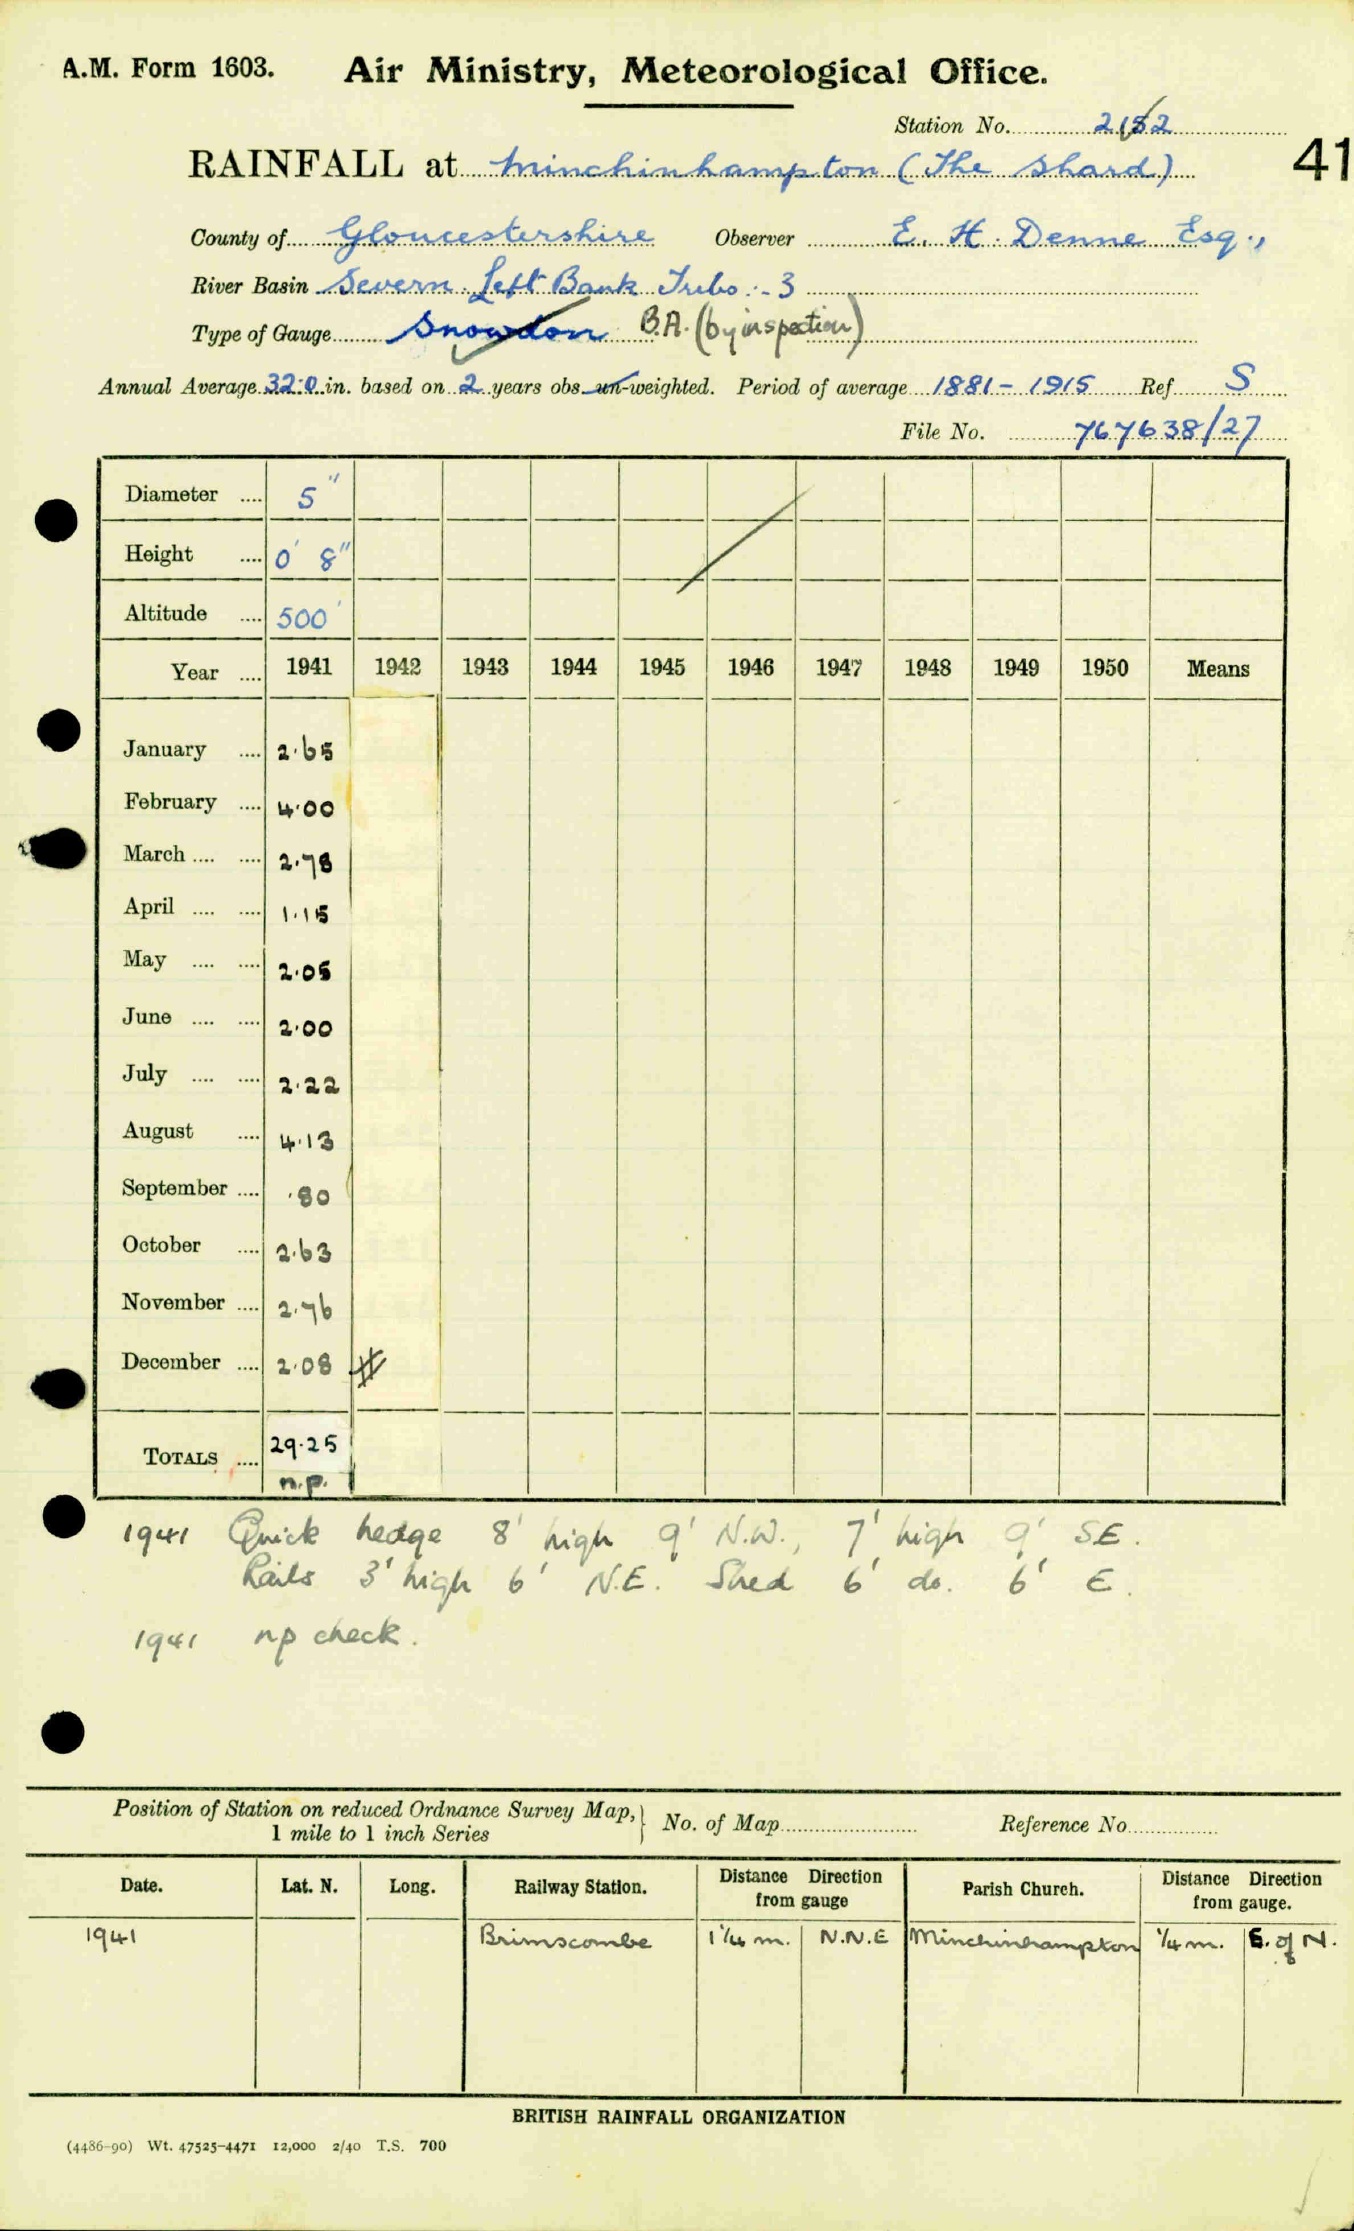 A.M. Form 1603. Air Ministry, Meteorological Office.
Station No. 2152
41
RAINFALL at Minchinhampton (The Shard)
County of Gloucestershire Observer E. H. Denne Esq.,
River Basin Severn Left Bank Tribs:- 3
Type of Gauge Snowdon B.A. (by inspection)
Annual Average 32.0 in. based on 2 years obs un-weighted. Period of average 1881 - 1915 Ref S
File No. 767638/27
Diameter .... 5"
Height .... 0' 8"
Altitude .... 500'
Year .... 1941 1942 1943 1944 1945 1946 1947 1948 1949 1950 Means
January .... 2.65
February .... 4.00
March .... .... 2.78
April .... .... 1.15
May .... .... 2.05
June .... .... 2.00
July .... .... 2.22
August .... 4.13
September .... .80
October .... 2.63
November .... 2.76
December .... 2.08 #
TOTALS .... 29.25
n.p.
1941 Quick hedge 8' high 9' N.W., 7' high 9' SE.
Rails 3' high 6' N.E. Shed 6' do. 6' E.
1941 np check.
Position of Station on reduced Ordnance Survey Map, 1 mile to 1 inch Series } No. of Map Reference No
Date. Lat. N. Long. Railway Station. Distance Direction from gauge Parish Church. Distance Direction from gauge.
1941 Brimscombe 1 1/4 m. N.N.E Minchinhampton 1/4 m. E. of N.
BRITISH RAINFALL ORGANIZATION
(4486-90) Wt. 47525-4471 12,000 2/40 T.S. 700